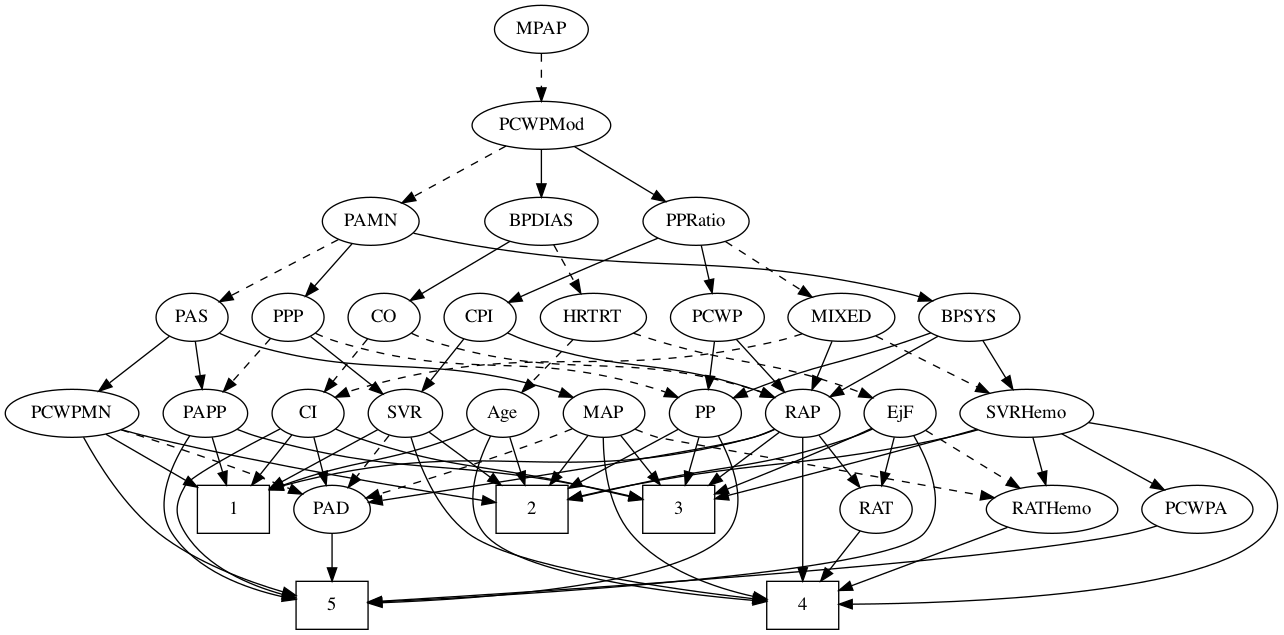 MPAP
PCWPMod
PAMN
BPDIAS
PPRatio
PAS
PPP
CO
CPI
HRTRT
PCWP
MIXED
BPSYS
PCWPMN
PAPP
CI
SVR
Age
MAP
PP
RAP
EjF
SVRHemo
1
PAD
2
3
RAT
RATHemo
PCWPA
5
4